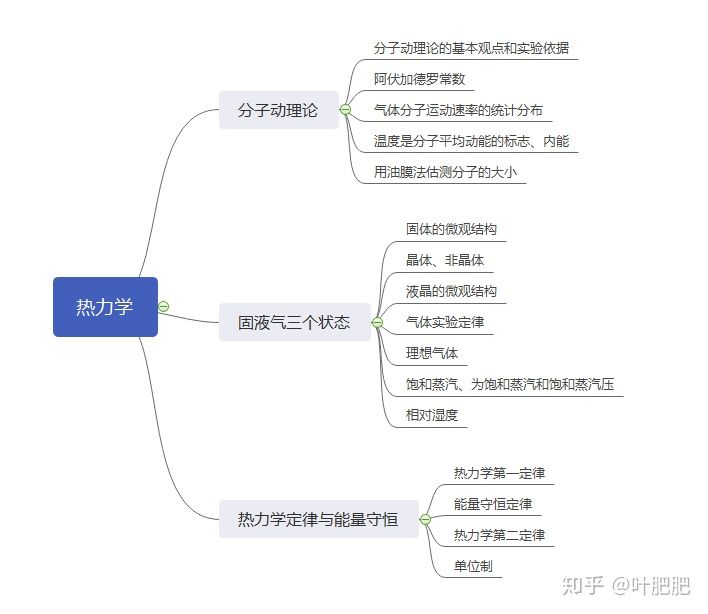 热力学
分子动理论
分子动理论的基本观点和实验依据
阿伏加德罗常数
气体分子运动速率的统计分布
温度是分子平均动能的标志、内能
用油膜法估测分子的大小
固液气三个状态
固体的微观结构
晶体、非晶体
液晶的微观结构
气体实验定律
理想气体
饱和蒸汽、为饱和蒸汽和饱和蒸汽压
相对湿度
热力学定律与能量守恒
热力学第一定律
能量守恒定律
热力学第二定律
单位制
知乎 @叶肥肥